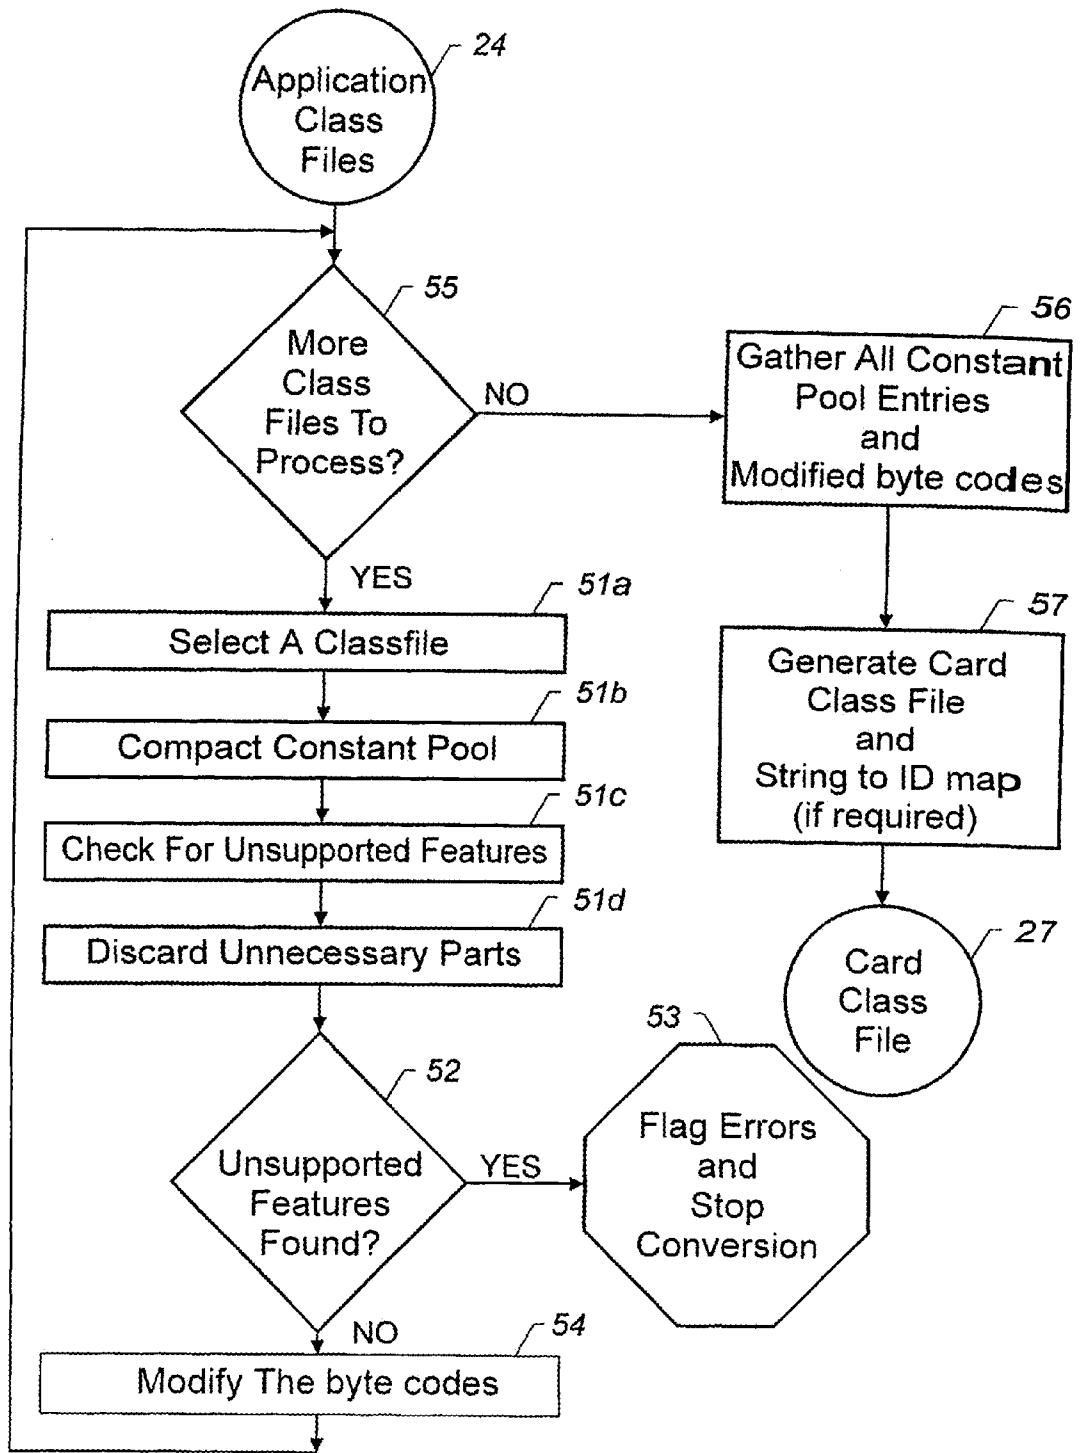 24
Application
Class
Files
55
More
Class
Files To
Process?
NO
56
Gather All Constant
Pool Entries
and
Modified byte codes
YES
51a
Select A Classfile
51b
Compact Constant Pool
51c
Check For Unsupported Features
51d
Discard Unnecessary Parts
57
Generate Card
Class File
and
String to ID map
(if required)
27
Card
Class
File
52
Unsupported
Features
Found?
YES
53
Flag Errors
and
Stop
Conversion
NO
54
Modify The byte codes